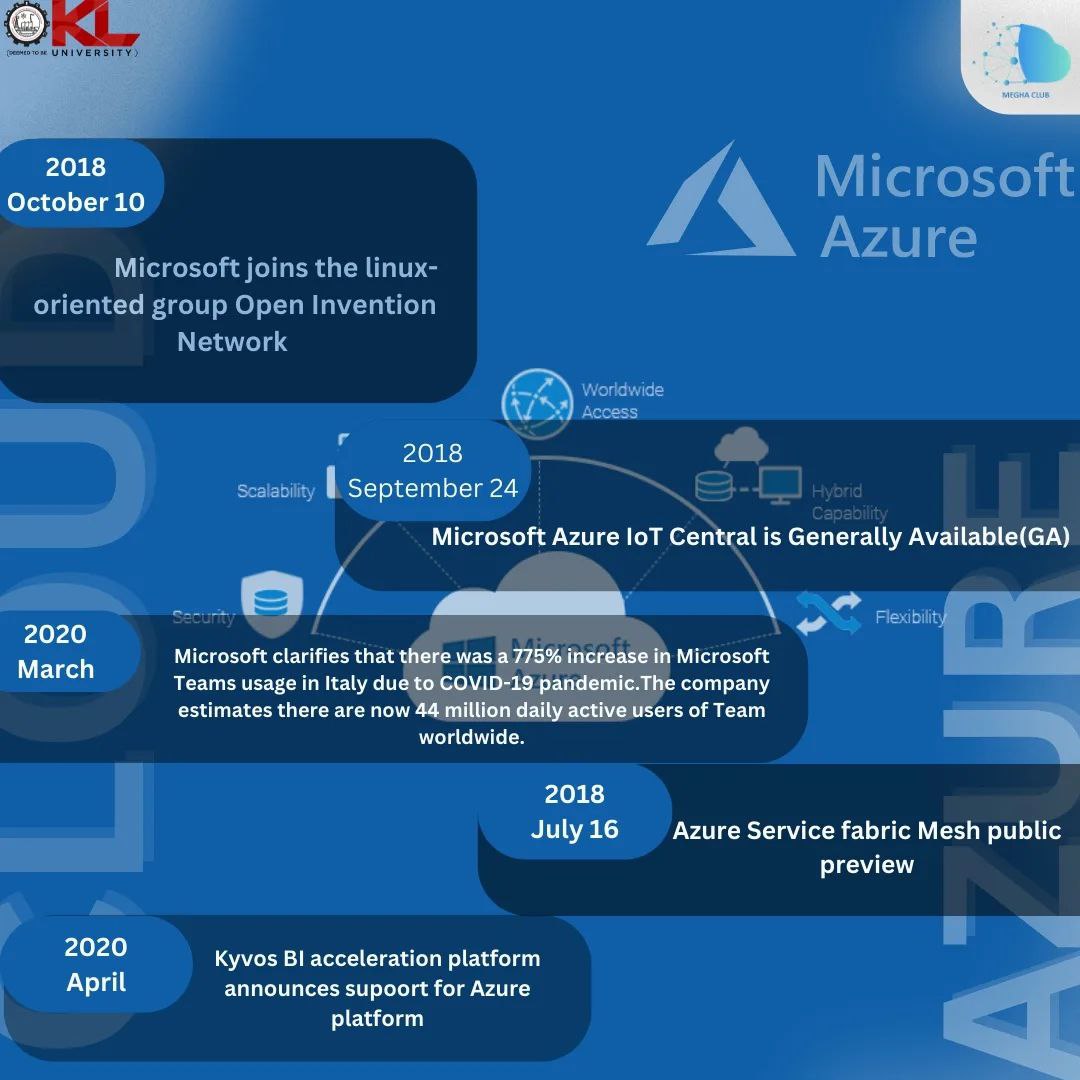 KL
(DEEMED TO BE UNIVERSITY)
MEGHA CLUB
Microsoft
Azure
2018
October 10
Microsoft joins the linux-
oriented group Open Invention
Network
Worldwide
Access
2018
September 24
Scalability
Hybrid
Capability
Microsoft Azure IoT Central is Generally Available(GA)
Security
Flexibility
2020
March
Microsoft
Azure
Microsoft clarifies that there was a 775% increase in Microsoft
Teams usage in Italy due to COVID-19 pandemic.The company
estimates there are now 44 million daily active users of Team
worldwide.
2018
July 16
Azure Service fabric Mesh public
preview
2020
April
Kyvos BI acceleration platform
announces supoort for Azure
platform
CLOUD
AZURE